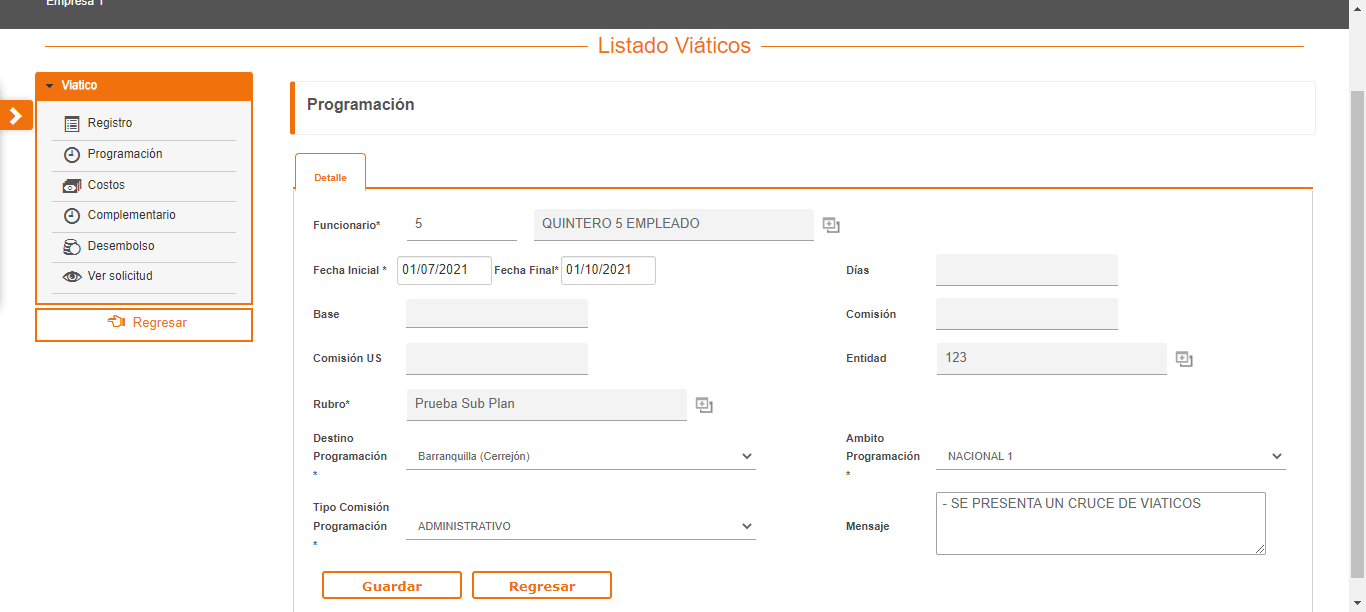 Empresa 1
Listado Viáticos
Viatico
Registro
Programación
Costos
Complementario
Desembolso
Ver solicitud
Regresar
Programación
Detalle
Funcionario* 5 QUINTERO 5 EMPLEADO
Fecha Inicial * 01/07/2021 Fecha Final* 01/10/2021 Días
Base Comisión
Comisión US Entidad 123
Rubro* Prueba Sub Plan
Destino Programación * Barranquilla (Cerrejón) Ambito Programación * NACIONAL 1
Tipo Comisión Programación * ADMINISTRATIVO Mensaje - SE PRESENTA UN CRUCE DE VIATICOS
Guardar Regresar